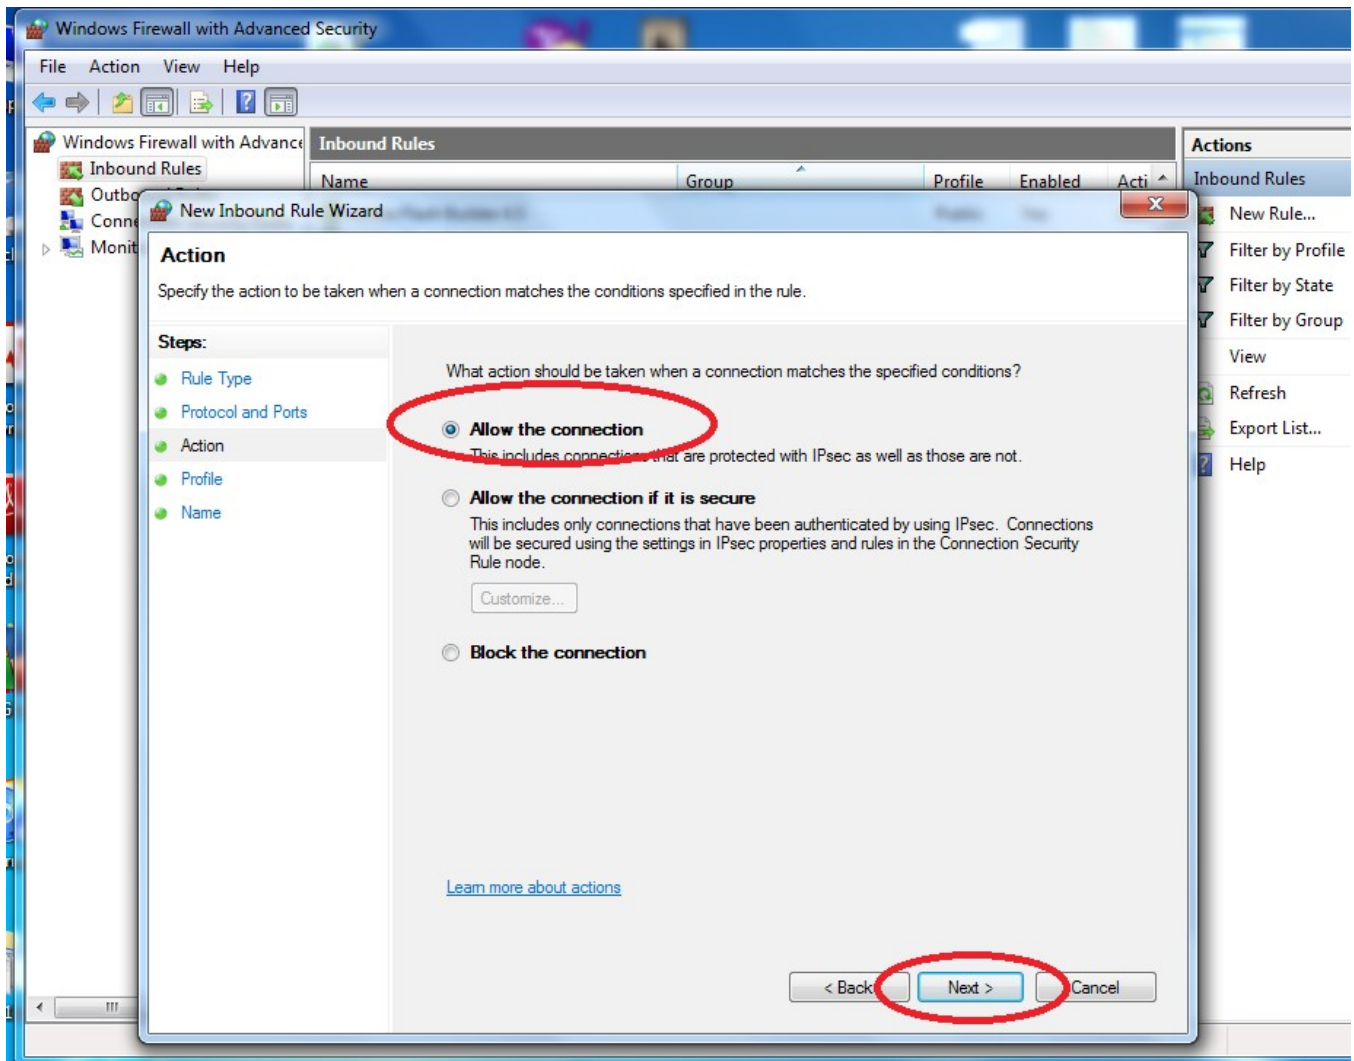 Windows Firewall with Advanced Security
File Action View Help
Windows Firewall with Advance
Inbound Rules
Outbo
Conne
Monit
Inbound Rules
Name Group Profile Enabled Acti
Actions
Inbound Rules
New Rule...
Filter by Profile
Filter by State
Filter by Group
View
Refresh
Export List...
Help
New Inbound Rule Wizard
Action
Specify the action to be taken when a connection matches the conditions specified in the rule.
Steps:
Rule Type
Protocol and Ports
Action
Profile
Name
What action should be taken when a connection matches the specified conditions?
Allow the connection
This includes connections that are protected with IPsec as well as those are not.
Allow the connection if it is secure
This includes only connections that have been authenticated by using IPsec. Connections
will be secured using the settings in IPsec properties and rules in the Connection Security
Rule node.
Customize...
Block the connection
Learn more about actions
< Back Next > Cancel